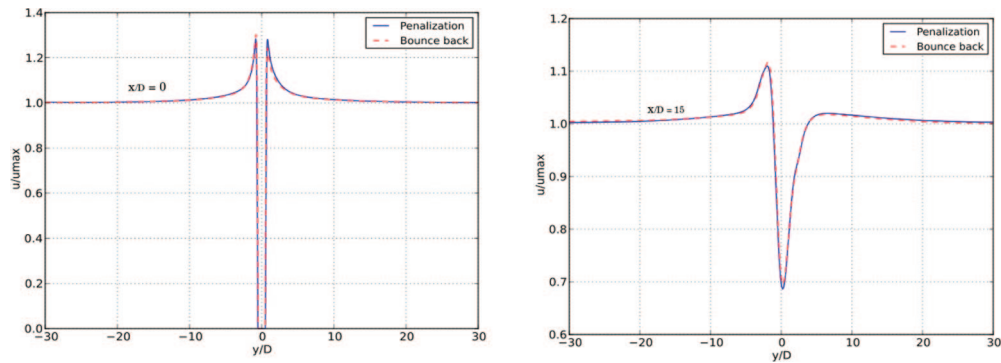 1.4
1.2
1.0
0.8
0.6
0.4
0.2
0.0
−30
−20
−10
0
10
20
30
u/umax
y/D
X/D = 0
Penalization
Bounce back
1.2
1.1
1.0
0.9
0.8
0.7
0.6
−30
−20
−10
0
10
20
30
u/umax
y/D
X/D = 15
Penalization
Bounce back